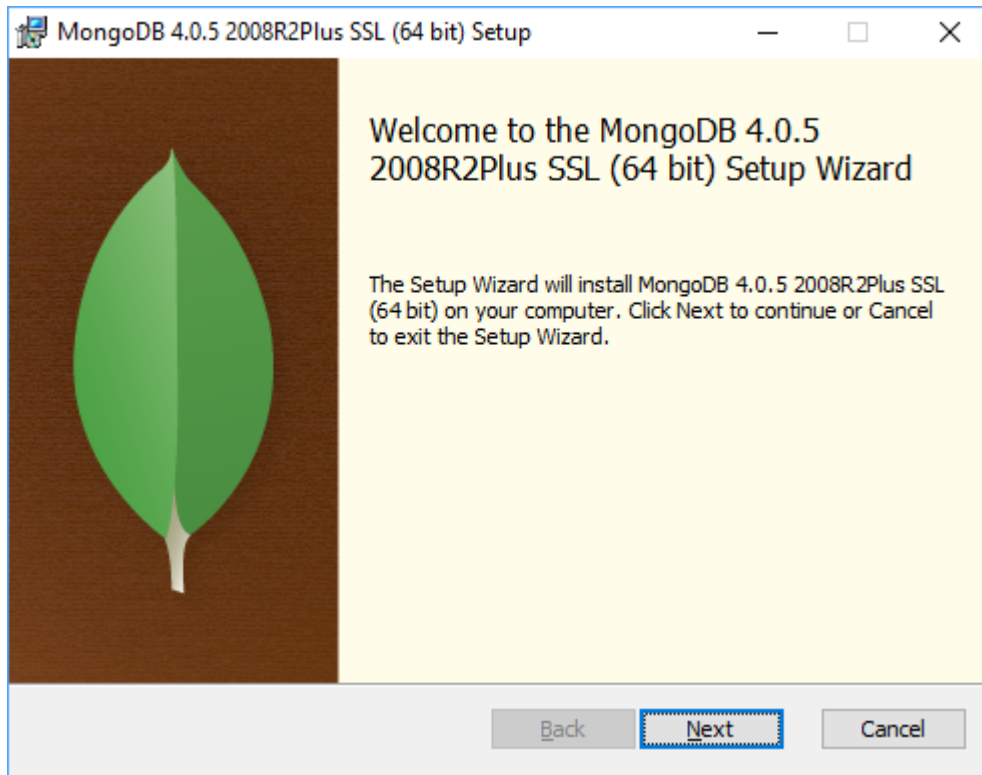 MongoDB 4.0.5 2008R2Plus SSL (64 bit) Setup
Welcome to the MongoDB 4.0.5
2008R2Plus SSL (64 bit) Setup Wizard
The Setup Wizard will install MongoDB 4.0.5 2008R2Plus SSL
(64 bit) on your computer. Click Next to continue or Cancel
to exit the Setup Wizard.
Back Next Cancel